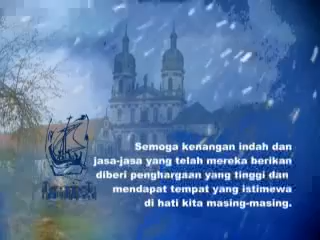 Semoga kenangan indah dan
jasa-jasa yang telah mereka berikan
diberi penghargaan yang tinggi dan
mendapat tempat yang istimewa
di hati kita masing-masing.